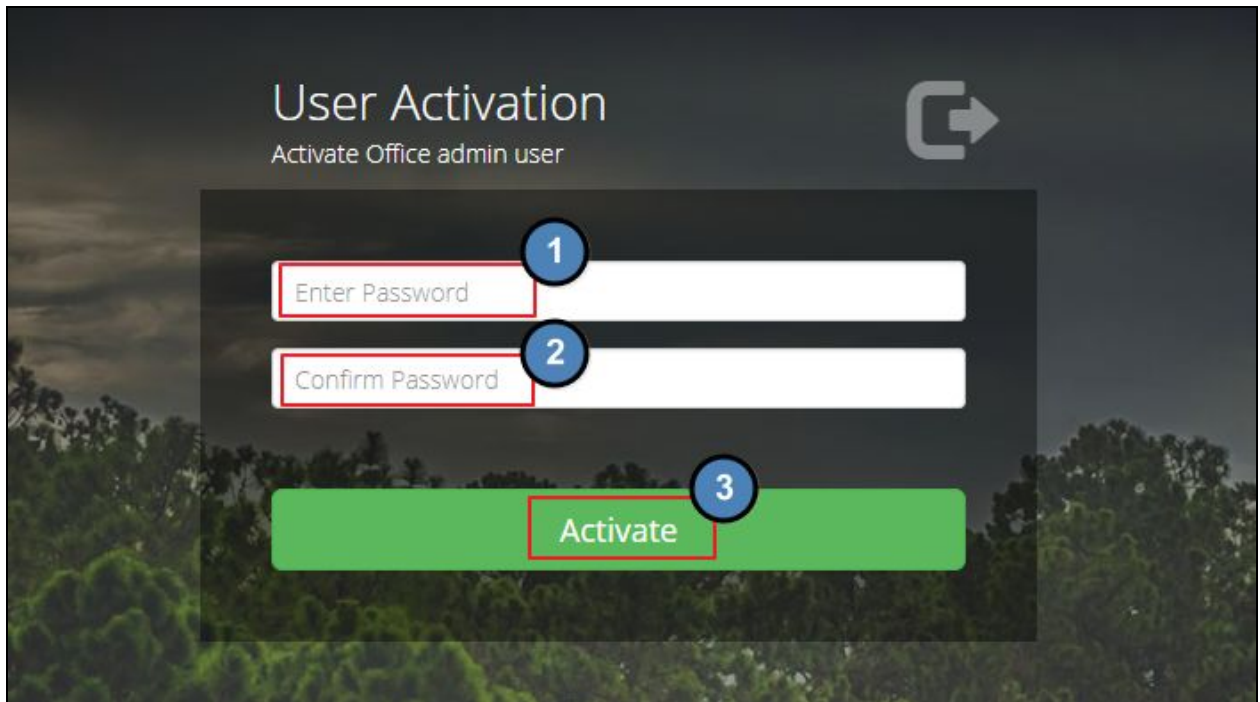 User Activation
Activate Office admin user
1
Enter Password
2
Confirm Password
3
Activate